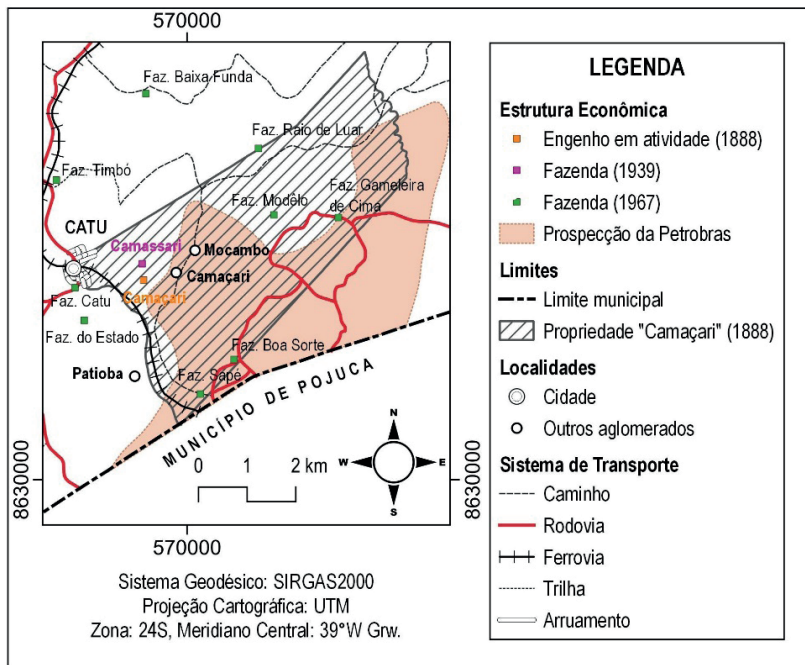 570000
Faz. Baixa Funda
Faz. Raio de Luar
Faz. Timbó
Faz. Gameleira
de Cima
Faz. Modêlo
CATU
Camassari
Mocambo
Camaçari
Camaçari
Faz. Catu
Faz. do Estado
Faz. Boa Sorte
Patioba
Faz. Sapé
MUNICÍPIO DE POJUCA
N
W E
S
0 1 2 km
8630000
8630000
570000
Sistema Geodésico: SIRGAS2000
Projeção Cartográfica: UTM
Zona: 24S, Meridiano Central: 39°W Grw.
LEGENDA
Estrutura Econômica
Engenho em atividade (1888)
Fazenda (1939)
Fazenda (1967)
Prospecção da Petrobras
Limites
Limite municipal
Propriedade "Camaçari" (1888)
Localidades
Cidade
Outros aglomerados
Sistema de Transporte
Caminho
Rodovia
Ferrovia
Trilha
Arruamento